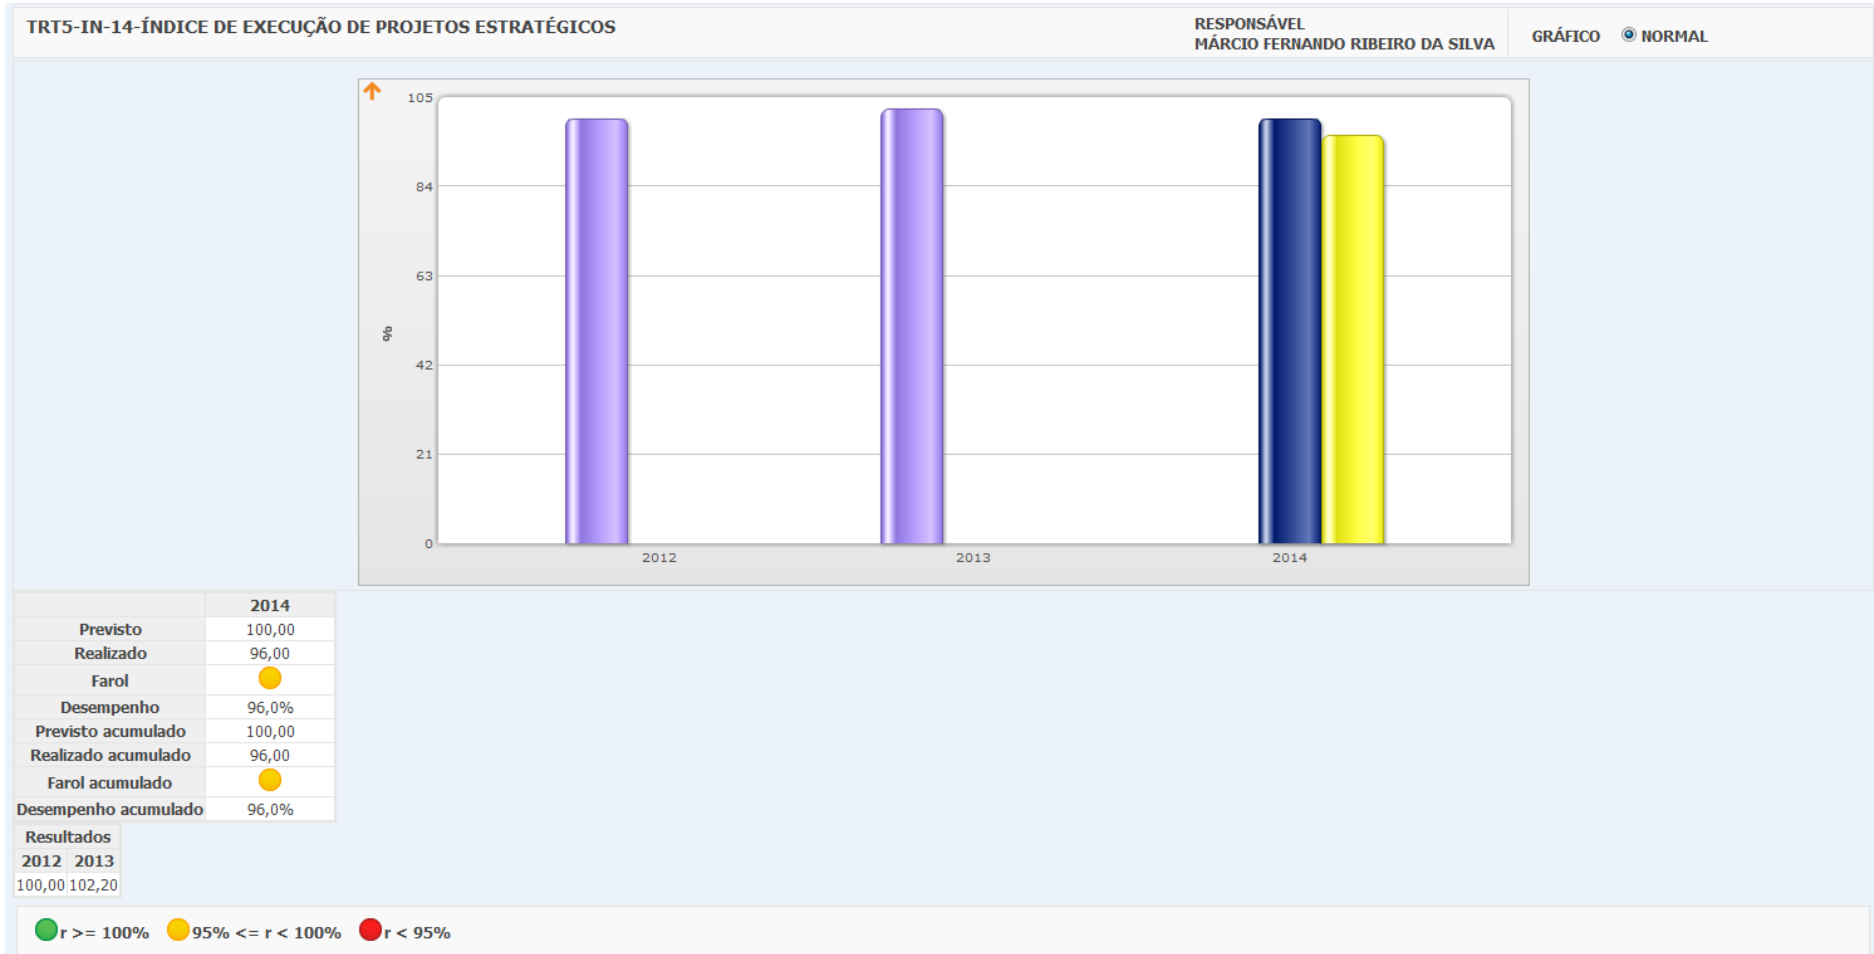 TRT5-IN-14-ÍNDICE DE EXECUÇÃO DE PROJETOS ESTRATÉGICOS
RESPONSÁVEL
MÁRCIO FERNANDO RIBEIRO DA SILVA
GRÁFICO NORMAL
105
84
63
42
21
0
%
2012 2013 2014
2014
Previsto 100,00
Realizado 96,00
Farol
Desempenho 96,0%
Previsto acumulado 100,00
Realizado acumulado 96,00
Farol acumulado
Desempenho acumulado 96,0%
Resultados
2012 2013
100,00 102,20
r >= 100% 95% <= r < 100% r < 95%